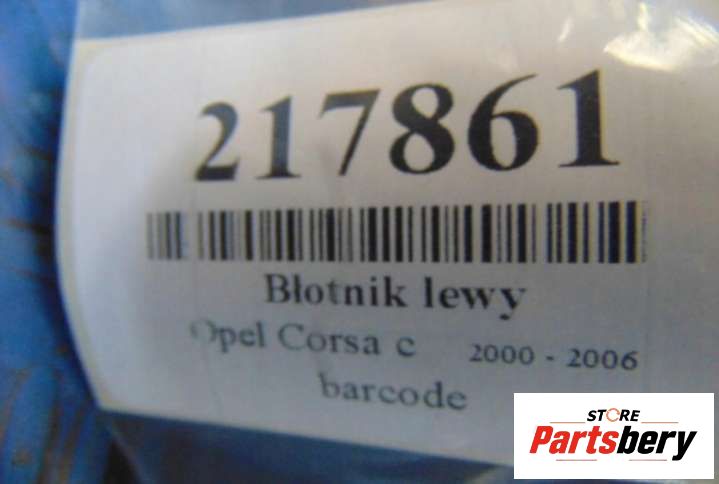 217861
Błotnik lewy
Opel Corsa c 2000 - 2006
barcode
STORE
Partsbery